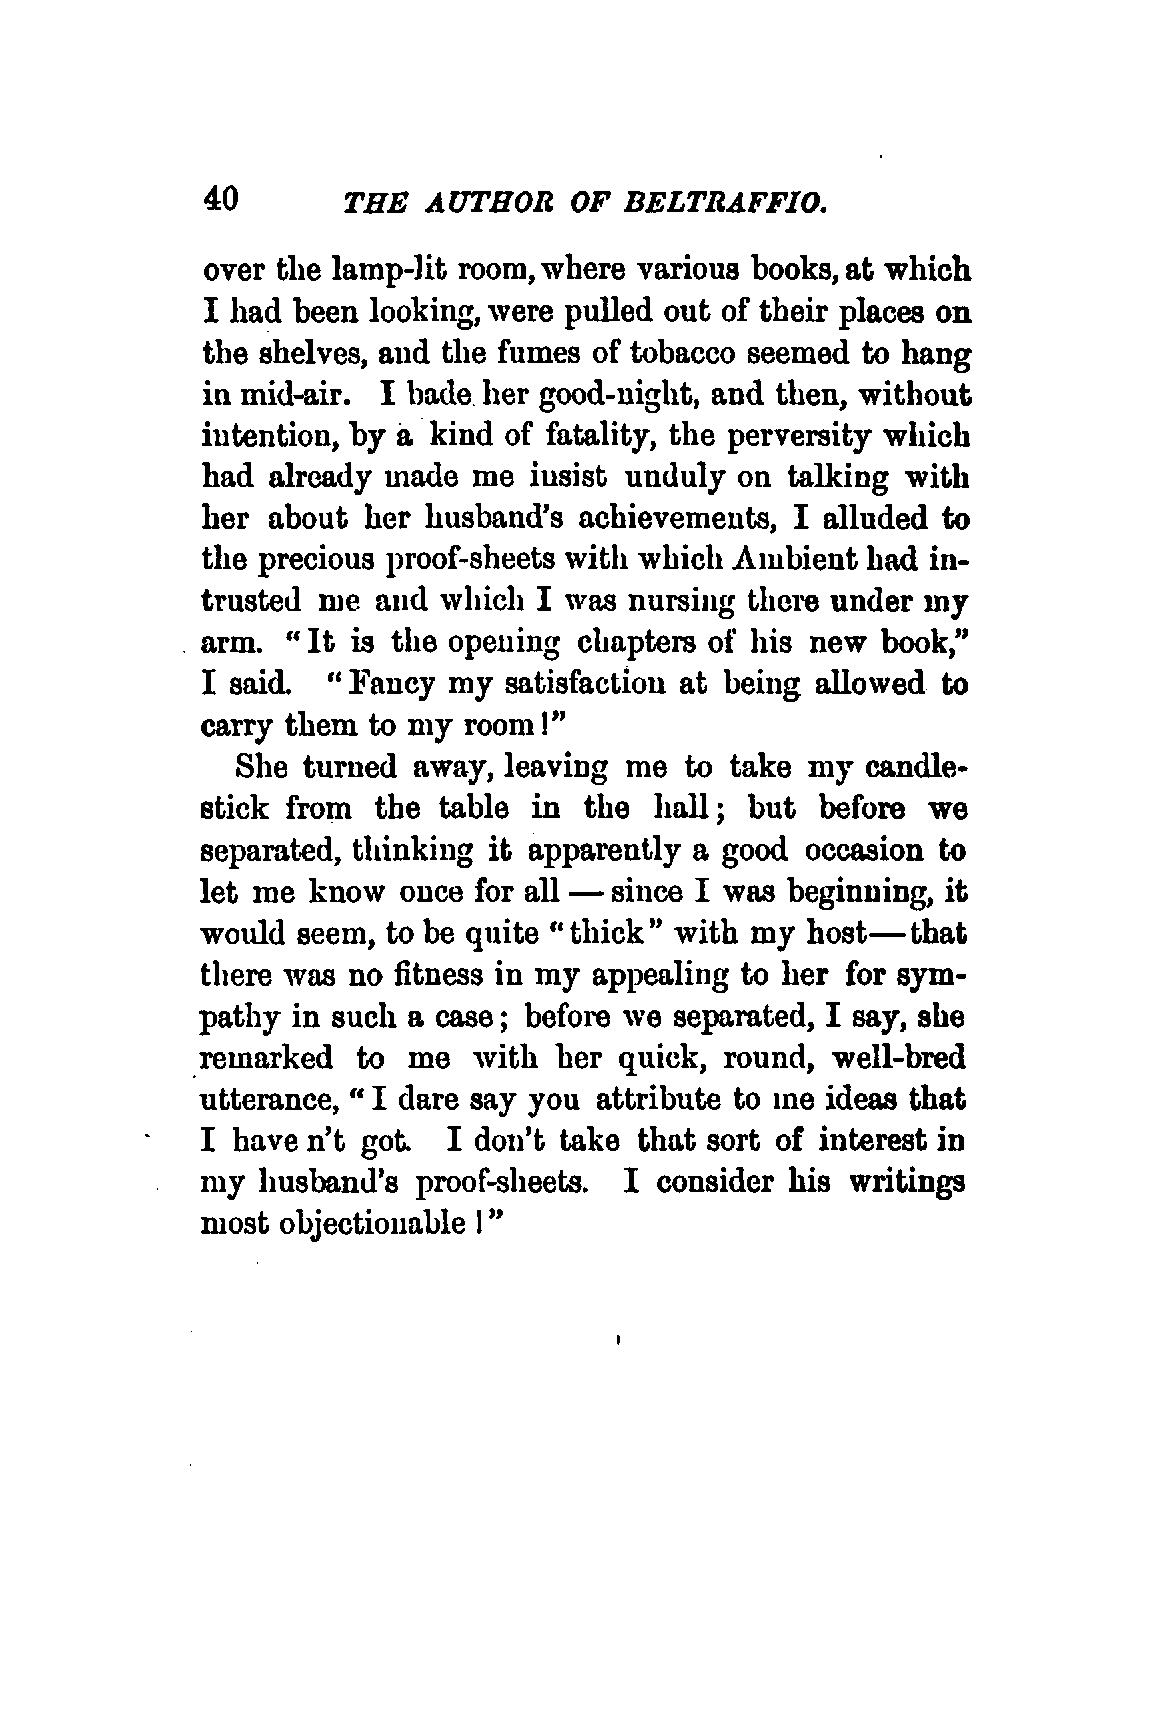 40 THE AUTHOR OF BELTRAFFIO.
over the lamp-lit room, where various books, at which
I had been looking, were pulled out of their places on
the shelves, and the fumes of tobacco seemed to hang
in mid-air. I bade her good-night, and then, without
intention, by a kind of fatality, the perversity which
had already made me insist unduly on talking with
her about her husband's achievements, I alluded to
the precious proof-sheets with which Ambient had in-
trusted me and which I was nursing there under my
arm. "It is the opening chapters of his new book,"
I said. "Fancy my satisfaction at being allowed to
carry them to my room!"
She turned away, leaving me to take my candle-
stick from the table in the hall; but before we
separated, thinking it apparently a good occasion to
let me know once for all — since I was beginning, it
would seem, to be quite "thick" with my host — that
there was no fitness in my appealing to her for sym-
pathy in such a case; before we separated, I say, she
remarked to me with her quick, round, well-bred
utterance, "I dare say you attribute to me ideas that
I have n't got. I don't take that sort of interest in
my husband's proof-sheets. I consider his writings
most objectionable!"